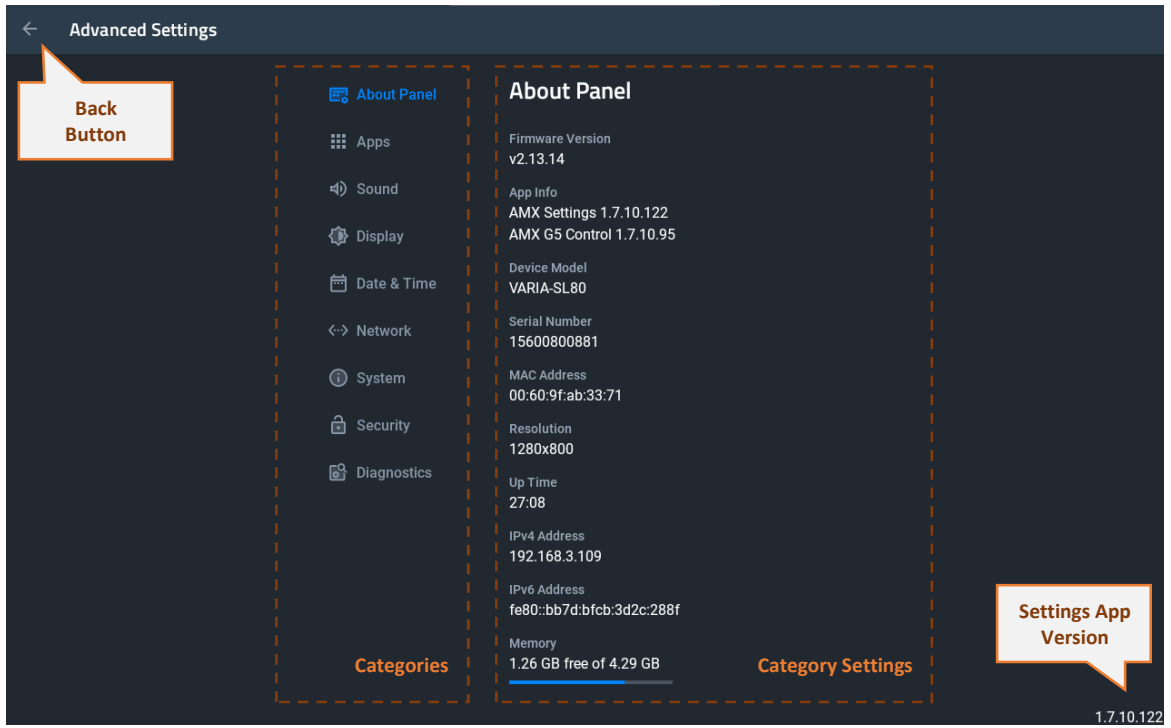 Advanced Settings
Back
Button
About Panel
Apps
Sound
Display
Date & Time
Network
System
Security
Diagnostics
Categories
About Panel
Firmware Version
v2.13.14
App Info
AMX Settings 1.7.10.122
AMX G5 Control 1.7.10.95
Device Model
VARIA-SL80
Serial Number
15600800881
MAC Address
00:60:9f:ab:33:71
Resolution
1280x800
Up Time
27:08
IPv4 Address
192.168.3.109
IPv6 Address
fe80::bb7d:bfcb:3d2c:288f
Memory
1.26 GB free of 4.29 GB
Category Settings
Settings App
Version
1.7.10.122